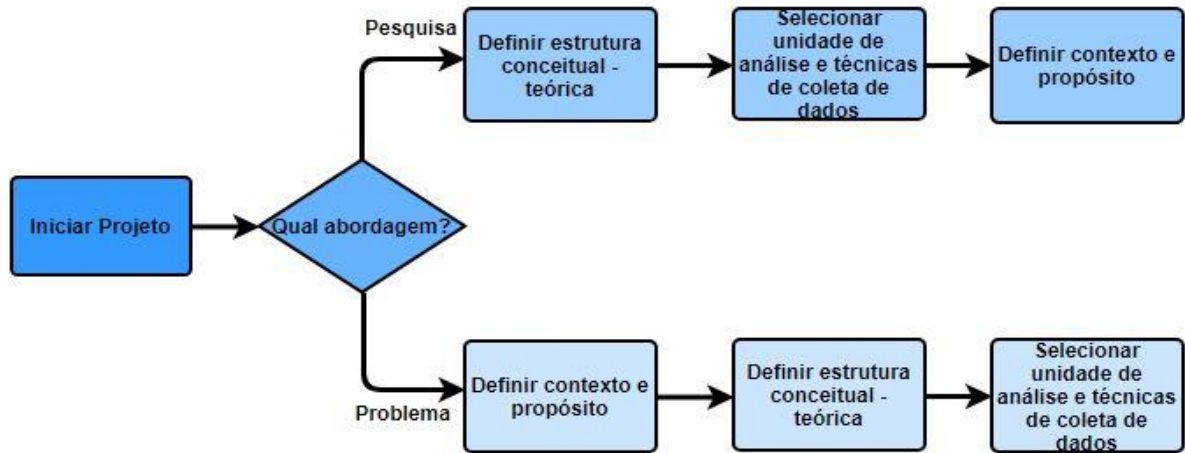 Pesquisa
Definir estrutura
conceitual -
teórica
Selecionar
unidade de
análise e técnicas
de coleta de
dados
Definir contexto e
propósito
Iniciar Projeto
Qual abordagem?
Problema
Definir contexto e
propósito
Definir estrutura
conceitual -
teórica
Selecionar
unidade de
análise e técnicas
de coleta de
dados